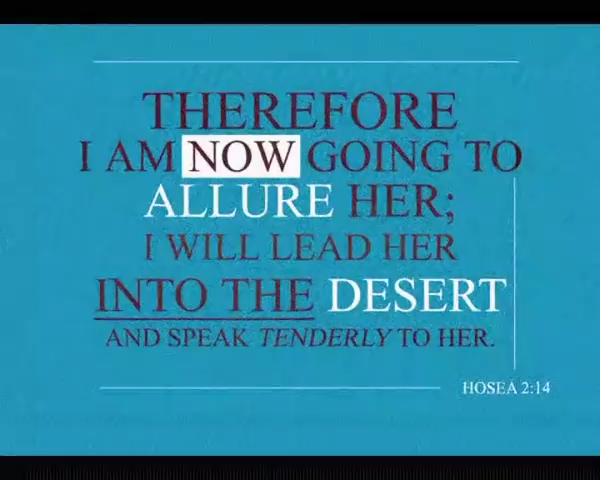 THEREFORE
I AM NOW GOING TO
ALLURE HER;
I WILL LEAD HER
INTO THE DESERT
AND SPEAK TENDERLY TO HER.
HOSEA 2:14